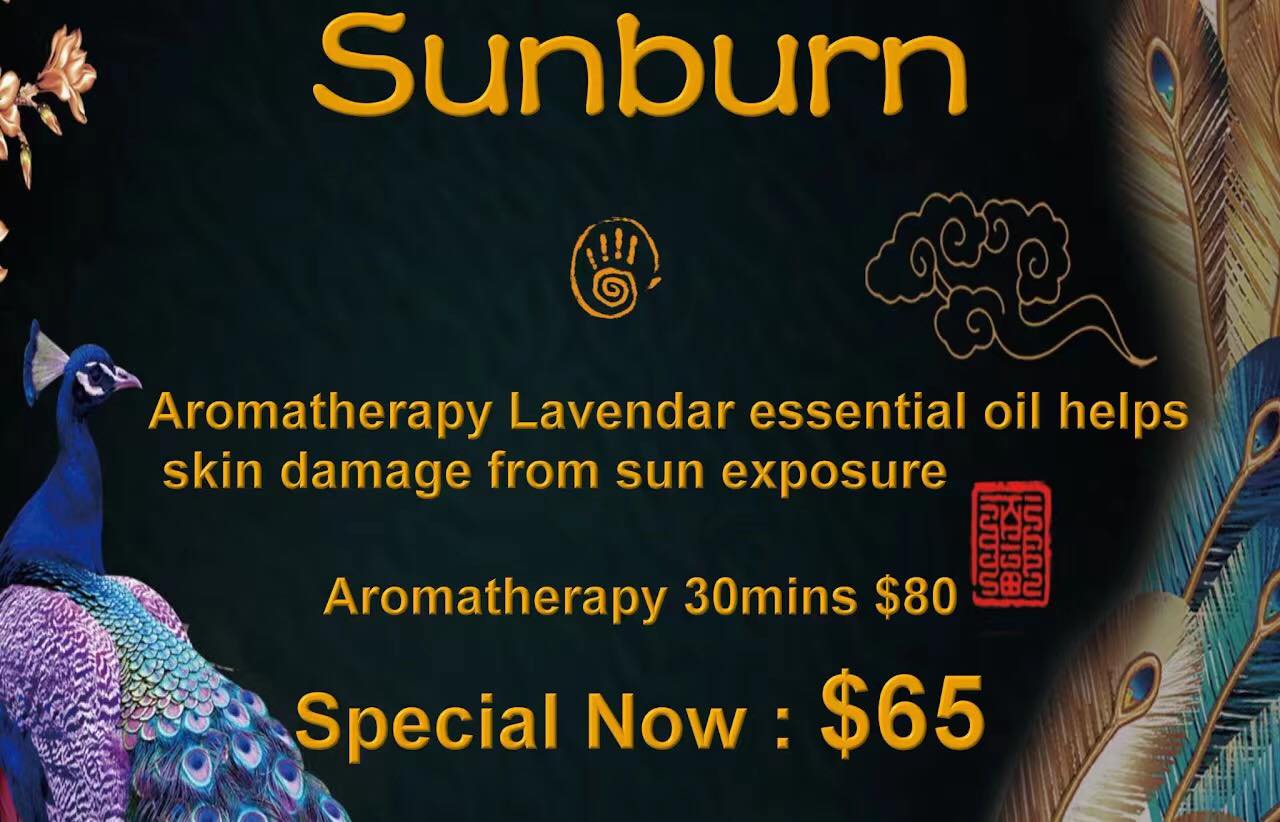 Sunburn
Aromatherapy Lavendar essential oil helps
skin damage from sun exposure
Aromatherapy 30mins $80
Special Now : $65